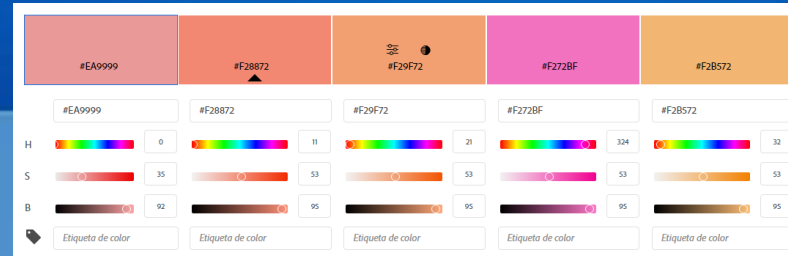 #EA9999 #F28872 #F29F72 #F272BF #F2B572
#EA9999 #F28872 #F29F72 #F272BF #F2B572
H 0 11 21 324 32
S 35 53 53 53 53
B 92 95 95 95 95
Etiqueta de color Etiqueta de color Etiqueta de color Etiqueta de color Etiqueta de color